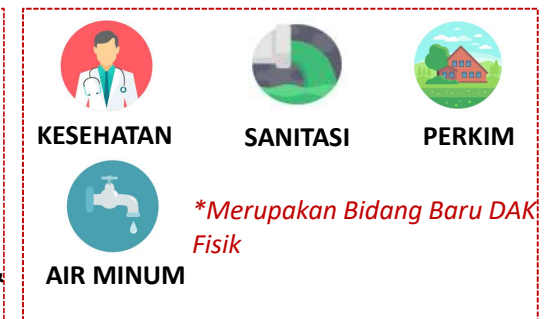 KESEHATAN
SANITASI
PERKIM
*Merupakan Bidang Baru DAK
Fisik
AIR MINUM